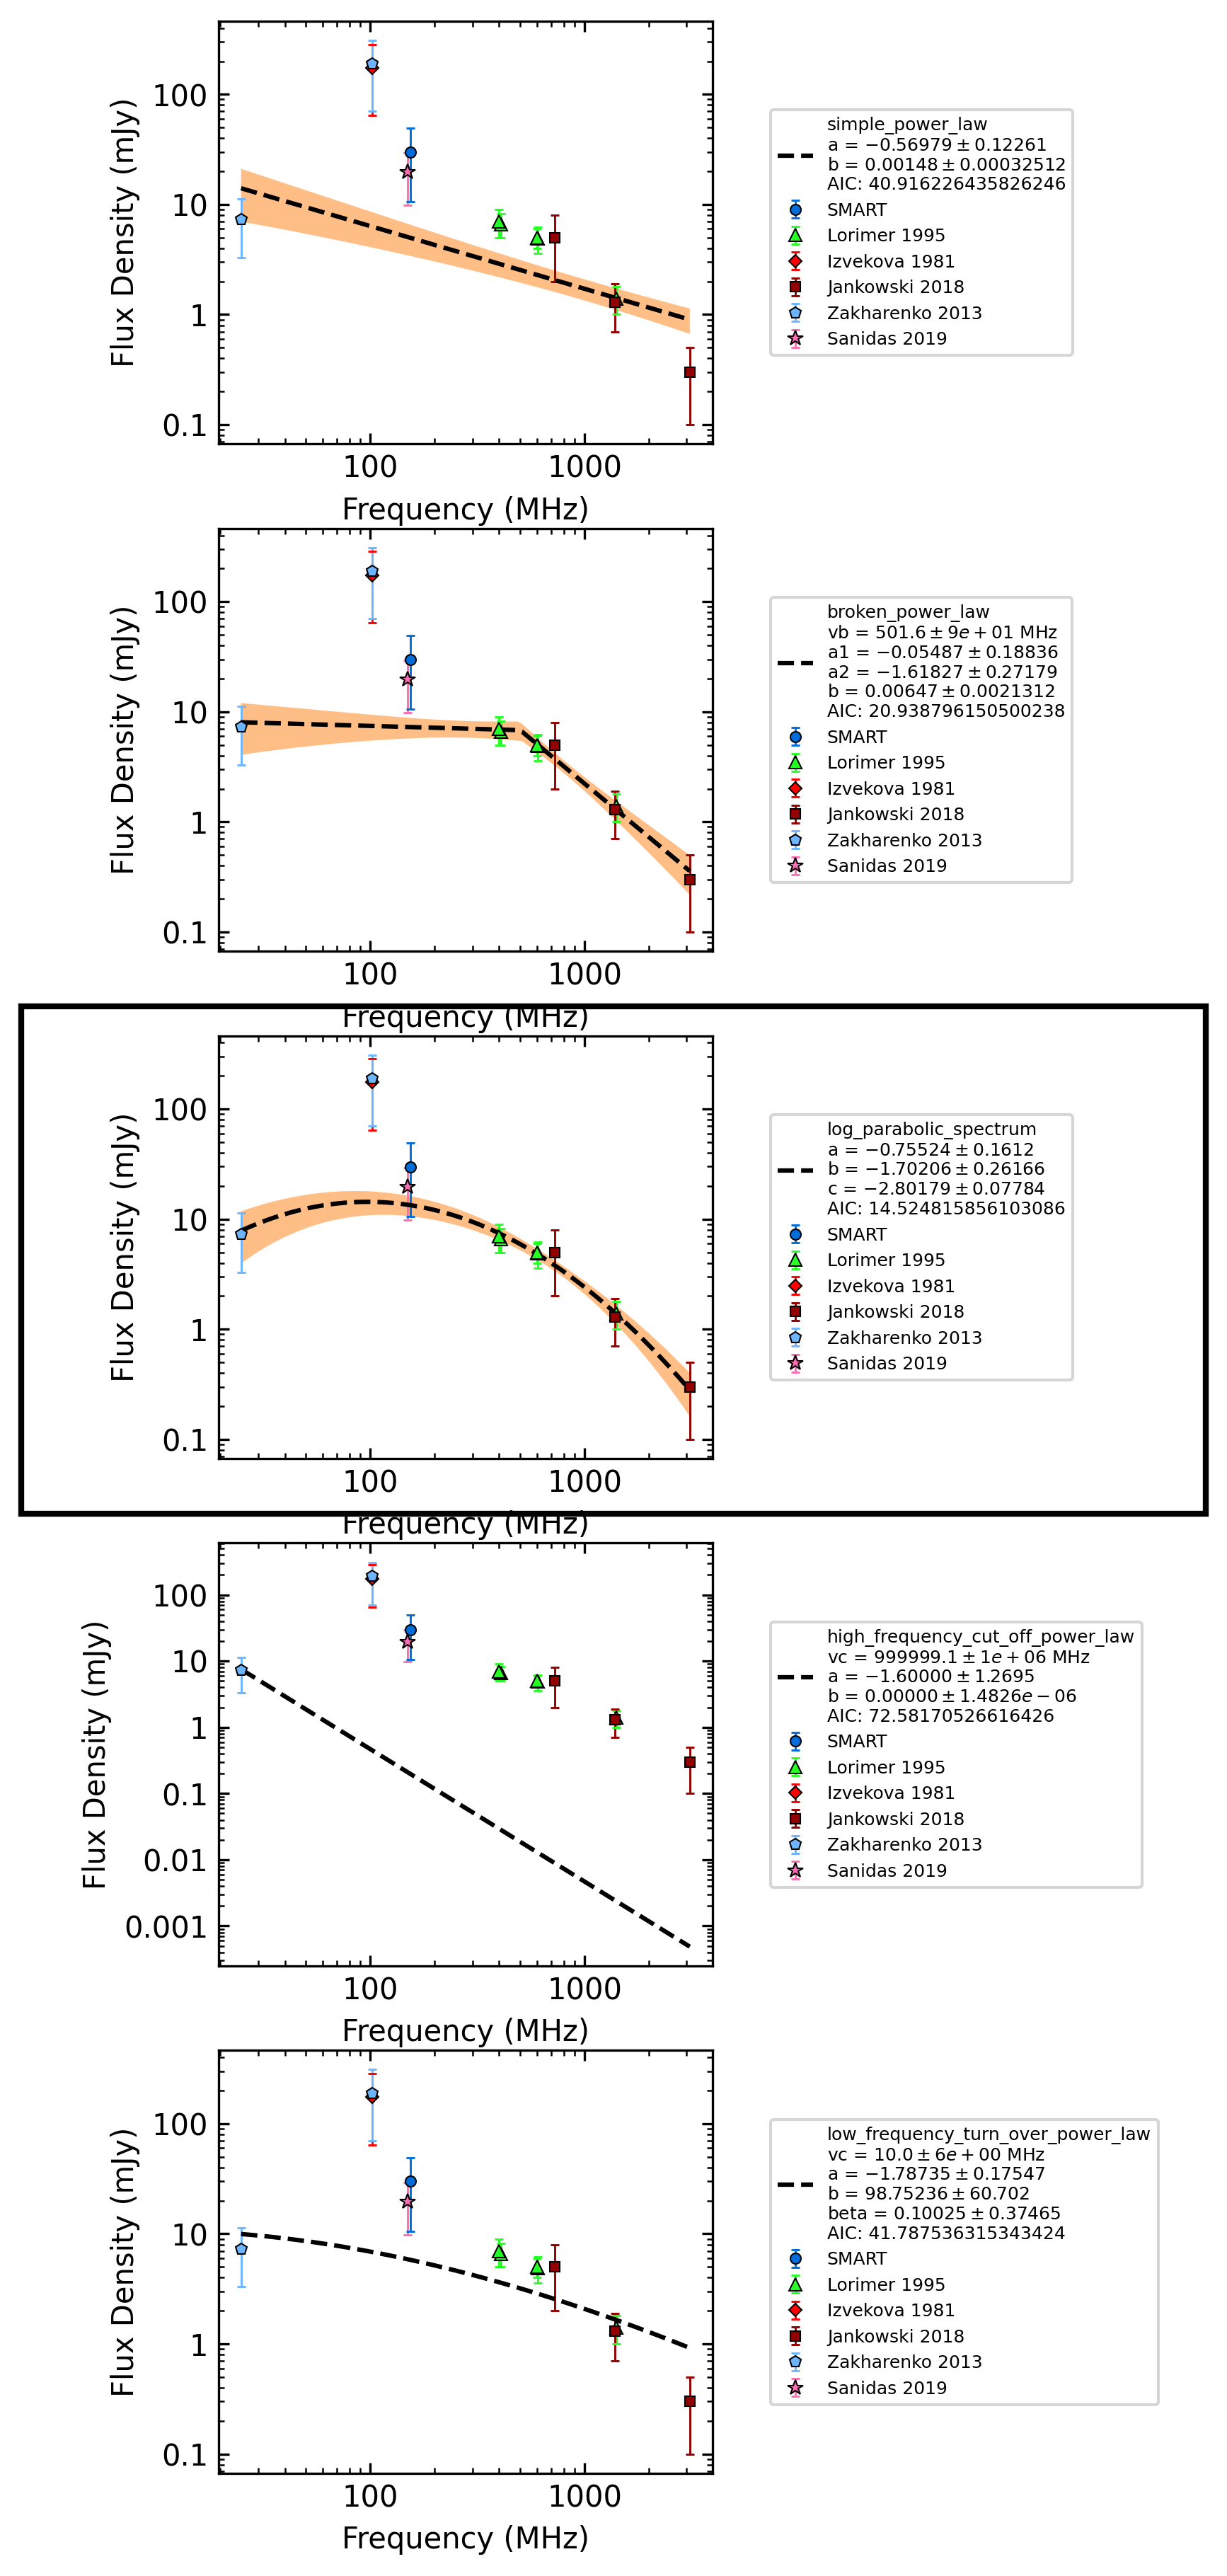 100
10
1
0.1
Flux Density (mJy)
100 1000
Frequency (MHz)
simple_power_law
a = −0.56979 ± 0.12261
b = 0.00148 ± 0.00032512
AIC: 40.916226435826246
SMART
Lorimer 1995
Izvekova 1981
Jankowski 2018
Zakharenko 2013
Sanidas 2019
100
10
1
0.1
Flux Density (mJy)
100 1000
Frequency (MHz)
broken_power_law
vb = 501.6 ± 9e + 01 MHz
a1 = −0.05487 ± 0.18836
a2 = −1.61827 ± 0.27179
b = 0.00647 ± 0.0021312
AIC: 20.938796150500238
SMART
Lorimer 1995
Izvekova 1981
Jankowski 2018
Zakharenko 2013
Sanidas 2019
100
10
1
0.1
Flux Density (mJy)
100 1000
Frequency (MHz)
log_parabolic_spectrum
a = −0.75524 ± 0.1612
b = −1.70206 ± 0.26166
c = −2.80179 ± 0.07784
AIC: 14.524815856103086
SMART
Lorimer 1995
Izvekova 1981
Jankowski 2018
Zakharenko 2013
Sanidas 2019
100
10
1
0.1
0.01
0.001
Flux Density (mJy)
100 1000
Frequency (MHz)
high_frequency_cut_off_power_law
vc = 999999.1 ± 1e + 06 MHz
a = −1.60000 ± 1.2695
b = 0.00000 ± 1.4826e − 06
AIC: 72.58170526616426
SMART
Lorimer 1995
Izvekova 1981
Jankowski 2018
Zakharenko 2013
Sanidas 2019
100
10
1
0.1
Flux Density (mJy)
100 1000
Frequency (MHz)
low_frequency_turn_over_power_law
vc = 10.0 ± 6e + 00 MHz
a = −1.78735 ± 0.17547
b = 98.75236 ± 60.702
beta = 0.10025 ± 0.37465
AIC: 41.787536315343424
SMART
Lorimer 1995
Izvekova 1981
Jankowski 2018
Zakharenko 2013
Sanidas 2019